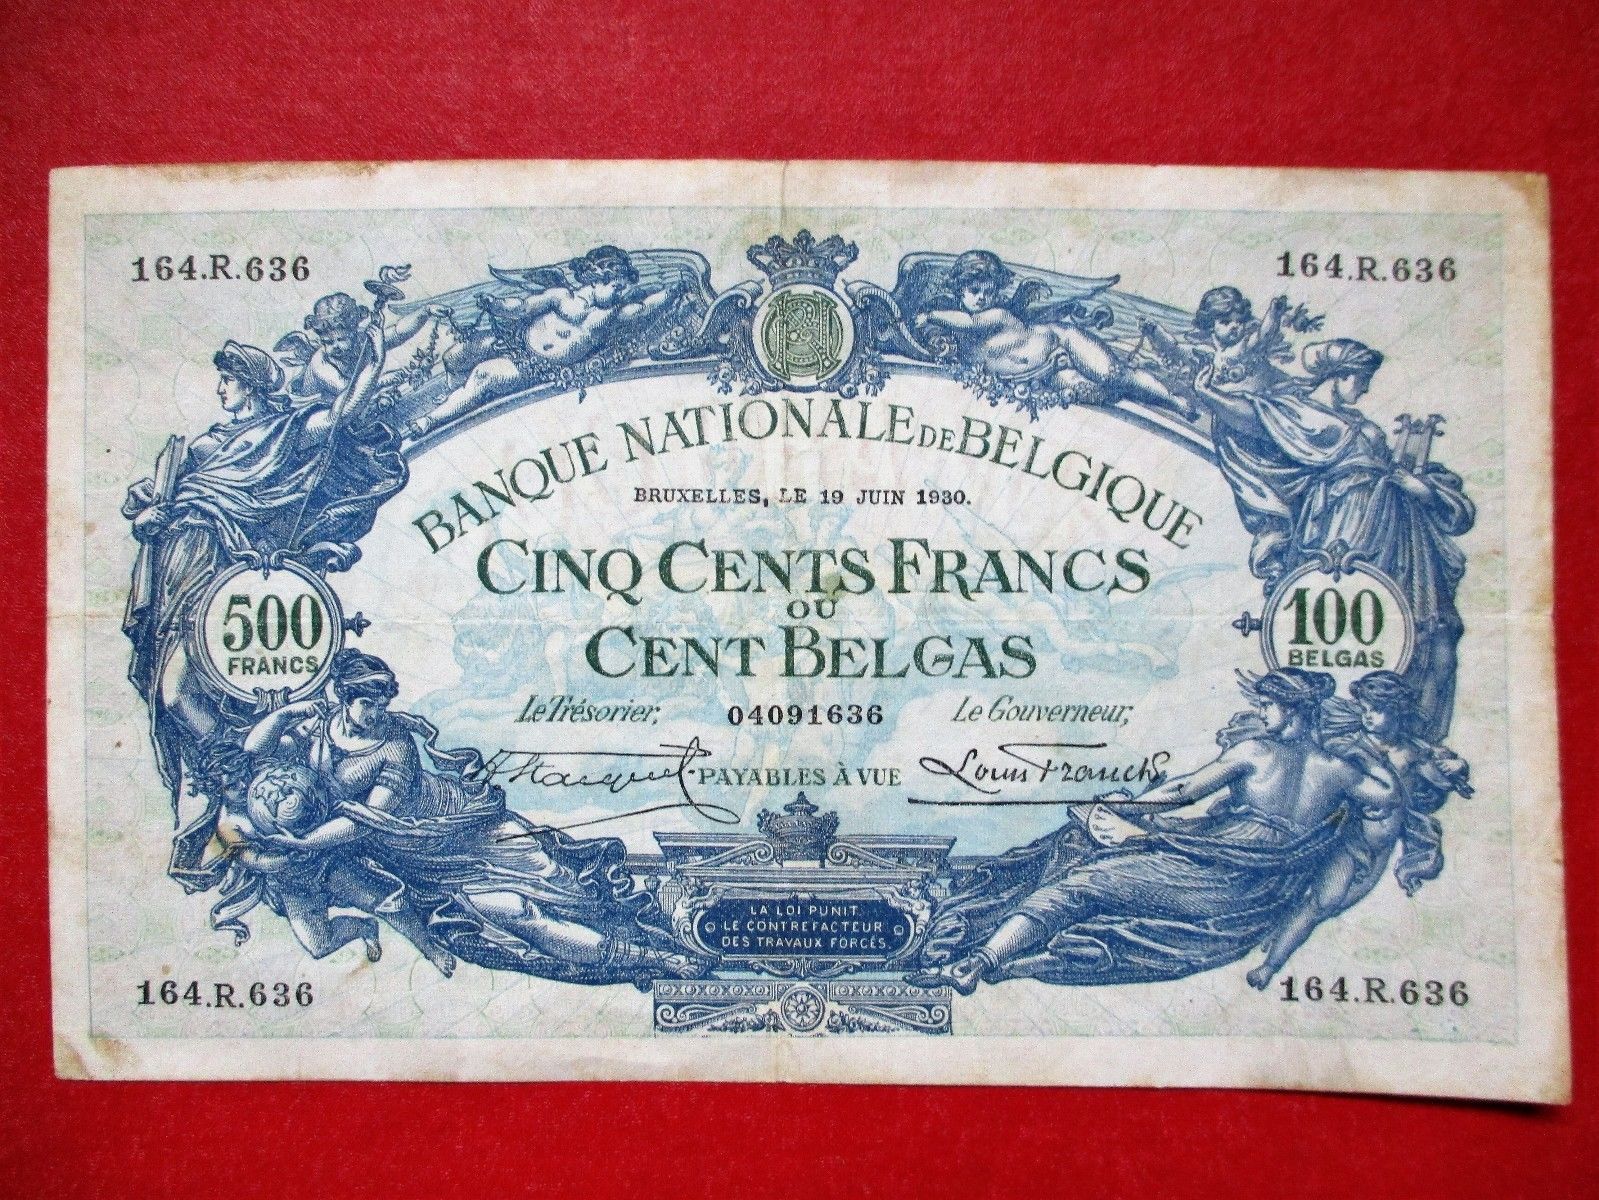 164.R.636
164.R.636
BANQUE NATIONALE DE BELGIQUE
BRUXELLES, LE 19 JUIN 1930.
CINQ CENTS FRANCS
OU
CENT BELGAS
500
FRANCS
100
BELGAS
Le Trésorier,
04091636
Le Gouverneur,
PAYABLES À VUE
Louis Franck
LA LOI PUNIT
LE CONTREFACTEUR
DES TRAVAUX FORCÉS.
164.R.636
164.R.636